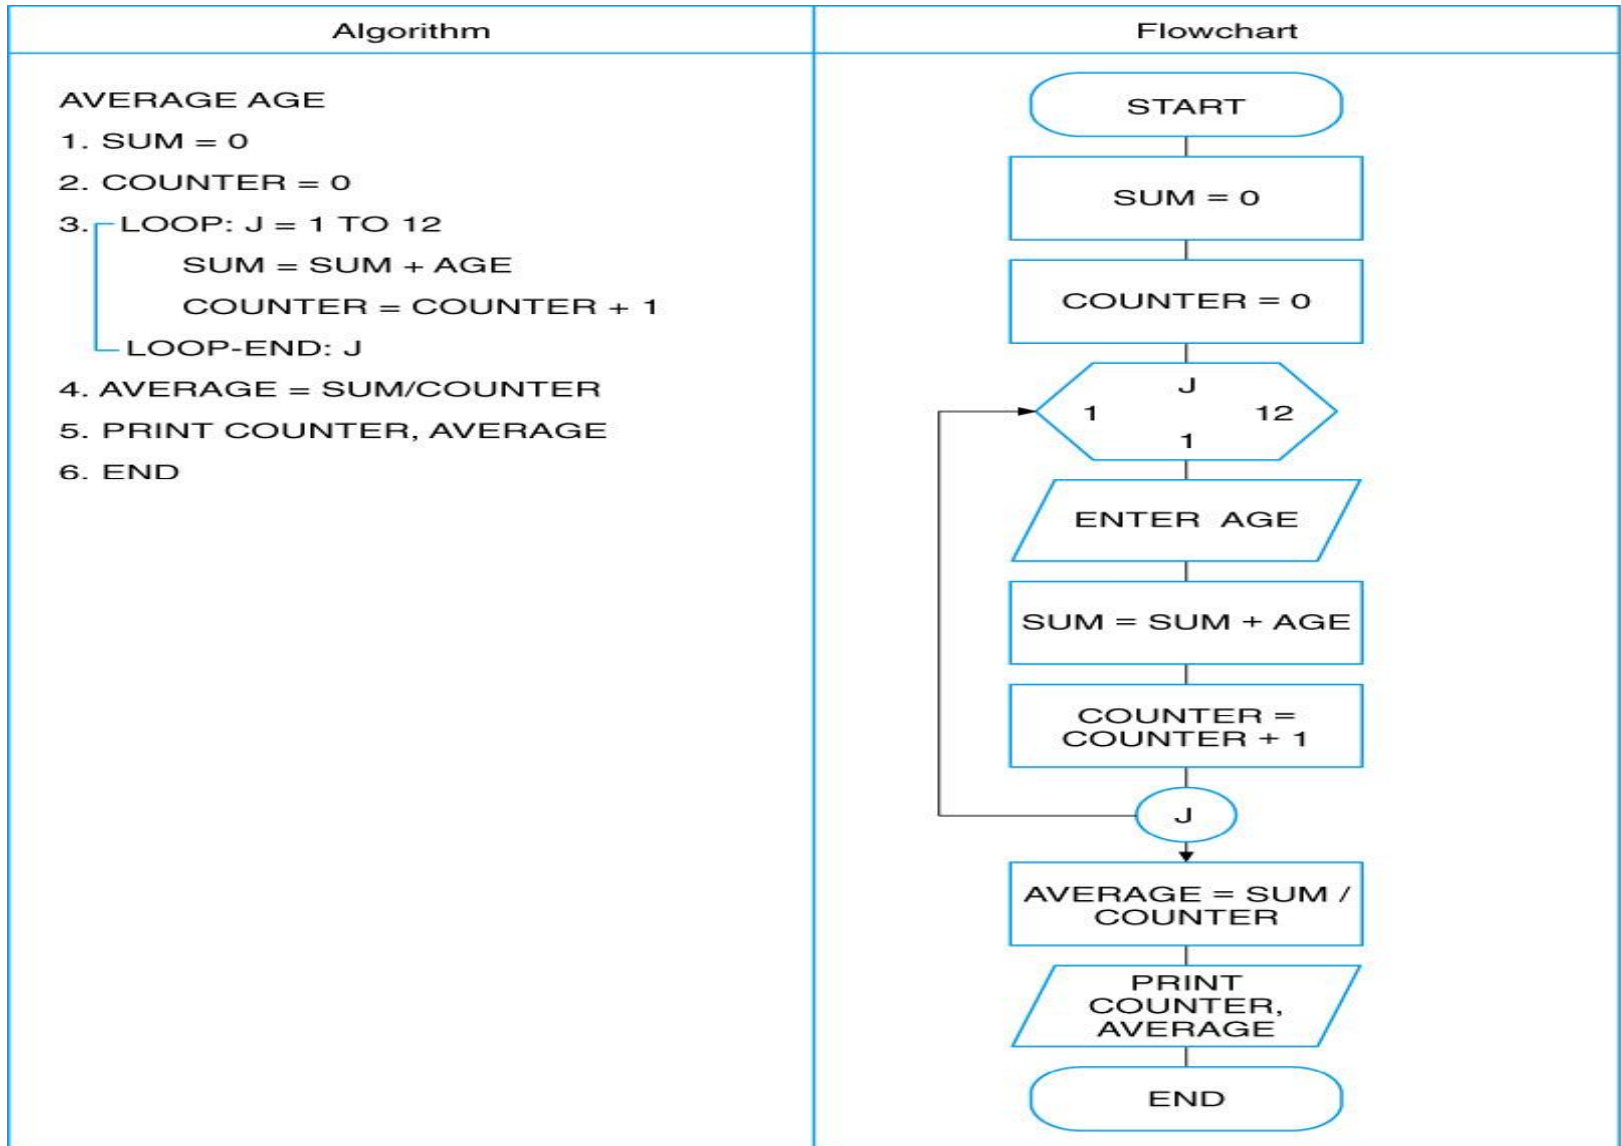 Algorithm
Flowchart
AVERAGE AGE
1. SUM = 0
2. COUNTER = 0
3. LOOP: J = 1 TO 12
SUM = SUM + AGE
COUNTER = COUNTER + 1
LOOP-END: J
4. AVERAGE = SUM/COUNTER
5. PRINT COUNTER, AVERAGE
6. END
START
SUM = 0
COUNTER = 0
J
1 12
1
ENTER AGE
SUM = SUM + AGE
COUNTER =
COUNTER + 1
J
AVERAGE = SUM /
COUNTER
PRINT
COUNTER,
AVERAGE
END